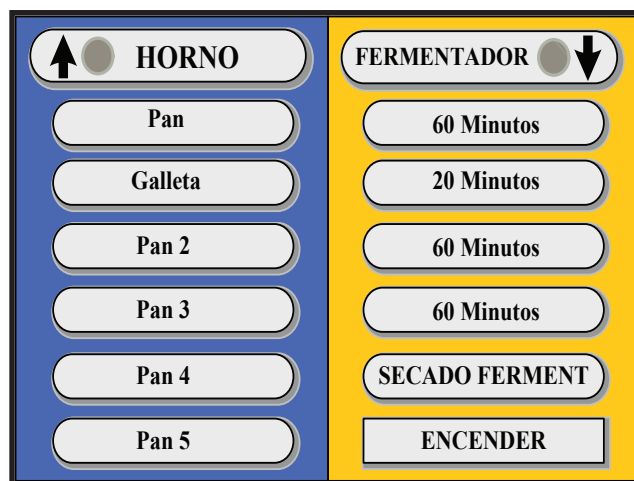 HORNO
Pan
Galleta
Pan 2
Pan 3
Pan 4
Pan 5
FERMENTADOR
60 Minutos
20 Minutos
60 Minutos
60 Minutos
SECADO FERMENT
ENCENDER